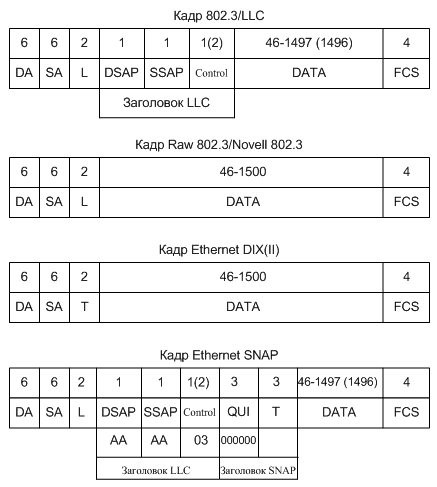 Кадр 802.3/LLC
6 6 2 1 1 1(2) 46-1497 (1496) 4
DA SA L DSAP SSAP Control DATA FCS
Заголовок LLC
Кадр Raw 802.3/Novell 802.3
6 6 2 46-1500 4
DA SA L DATA FCS
Кадр Ethernet DIX(II)
6 6 2 46-1500 4
DA SA T DATA FCS
Кадр Ethernet SNAP
6 6 2 1 1 1(2) 3 3 46-1497 (1496) 4
DA SA L DSAP SSAP Control QUI T DATA FCS
AA AA 03 000000
Заголовок LLC Заголовок SNAP